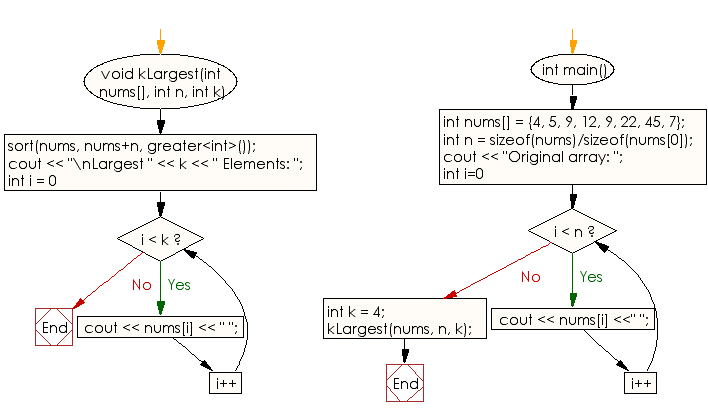 void kLargest(int
nums[], int n, int k)
sort(nums, nums+n, greater<int>());
cout << "\nLargest " << k << " Elements: ";
int i = 0
i < k ?
No
Yes
End
cout << nums[i] << " ";
i++
int main()
int nums[] = {4, 5, 9, 12, 9, 22, 45, 7};
int n = sizeof(nums)/sizeof(nums[0]);
cout << "Original array: ";
int i=0
i < n ?
No
Yes
int k = 4;
kLargest(nums, n, k);
cout << nums[i] <<" ";
End
i++